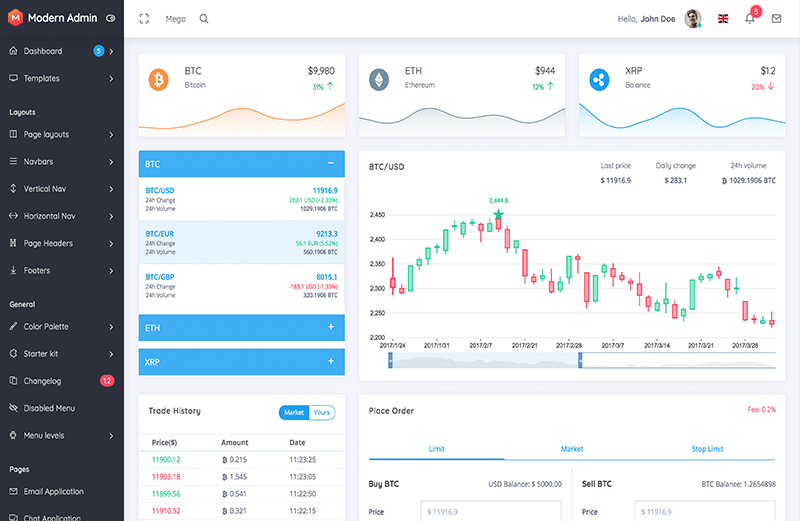 Modern Admin
Mega
Hello, John Doe
5
Dashboard
5
Templates
Layouts
Page layouts
Navbars
Vertical Nav
Horizontal Nav
Page Headers
Footers
General
Color Palette
Starter kit
Changelog
1.2
Disabled Menu
Menu levels
Pages
Email Application
Chat Application
BTC
$9,980
Bitcoin
31% ↑
ETH
$944
Ethereum
12% ↑
XRP
$1.2
Balance
20% ↓
BTC
BTC/USD 11916.9
24h Change 283.1 USD (+2.33%)
24h Volume 1029.1906 BTC
BTC/EUR 9213.3
24h Change 56.1 EUR (5.52%)
24h Volume 560.1906 BTC
BTC/GBP 8015.1
24h Change -183.1 USD (-1.33%)
24h Volume 320.1906 BTC
ETH
XRP
BTC/USD
Last price Daily change 24h volume
$ 11916.9 $ 283.1 ₿ 1029.1906 BTC
2,444.8
2,450
2,400
2,350
2,300
2,250
2,200
2017/1/24 2017/1/31 2017/2/7 2017/2/21 2017/2/28 2017/3/7 2017/3/14 2017/3/21 2017/3/28
Trade History
Market Yours
Price($) Amount Date
11900.12 ₿ 0.215 11:23:25
11903.18 ₿ 1.545 11:23:05
11899.56 ₿ 0.541 11:22:50
11910.52 ₿ 0.321 11:22:15
Place Order
Fee: 0.2%
Limit Market Stop Limit
Buy BTC USD Balance: $ 5000.00
Price $ 11916.9
Sell BTC BTC Balance: 1.2654898
Price $ 11916.9